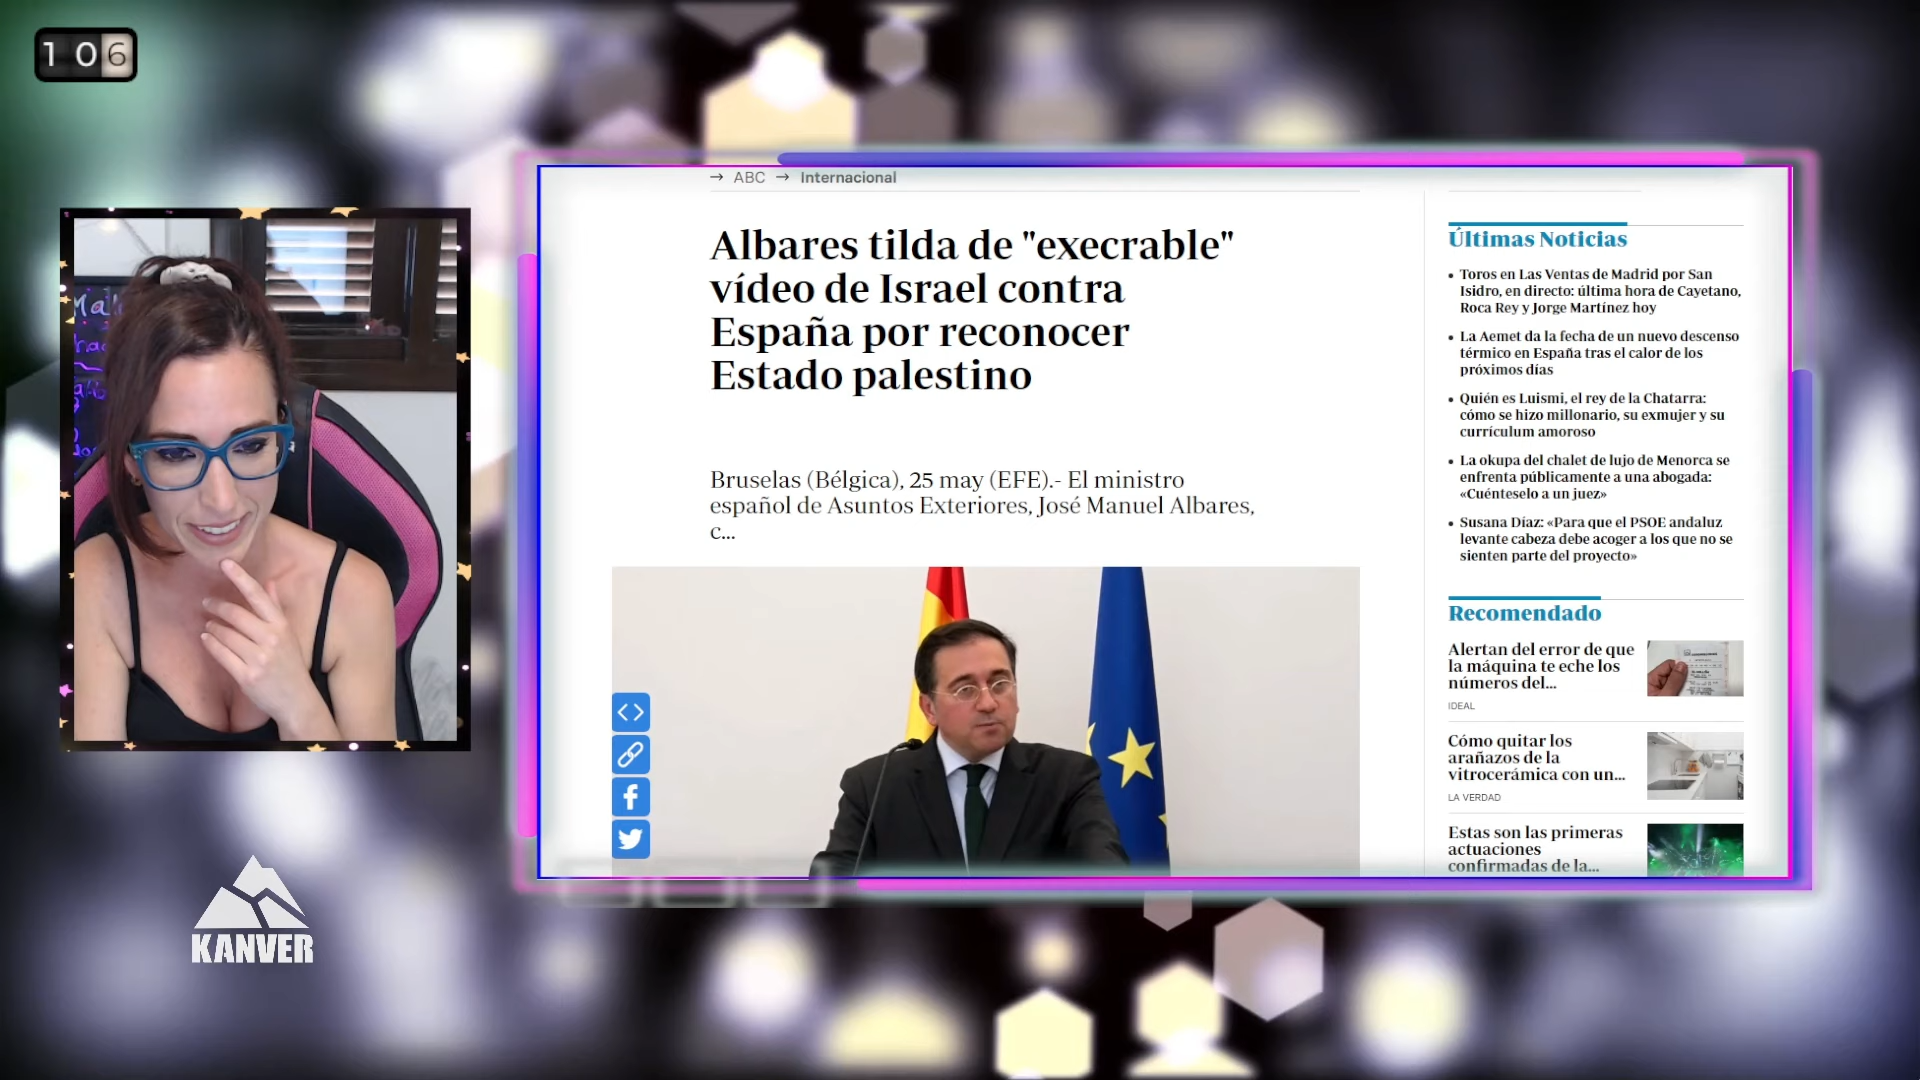 106
→ ABC → Internacional
Albares tilda de "execrable"
vídeo de Israel contra
España por reconocer
Estado palestino
Bruselas (Bélgica), 25 may (EFE).- El ministro
español de Asuntos Exteriores, José Manuel Albares,
c...
Últimas Noticias
Toros en Las Ventas de Madrid por San
Isidro, en directo: última hora de Cayetano,
Roca Rey y Jorge Martínez hoy
La Aemet da la fecha de un nuevo descenso
térmico en España tras el calor de los
próximos días
Quién es Luismi, el rey de la Chatarra:
cómo se hizo millonario, su exmujer y su
currículum amoroso
La okupa del chalet de lujo de Menorca se
enfrenta públicamente a una abogada:
«Cuénteselo a un juez»
Susana Díaz: «Para que el PSOE andaluz
levante cabeza debe acoger a los que no se
sienten parte del proyecto»
Recomendado
Alertan del error de que
la máquina te eche los
números del...
IDEAL
Cómo quitar los
arañazos de la
vitrocerámica con un...
LA VERDAD
Estas son las primeras
actuaciones
confirmadas de la...
KANVER